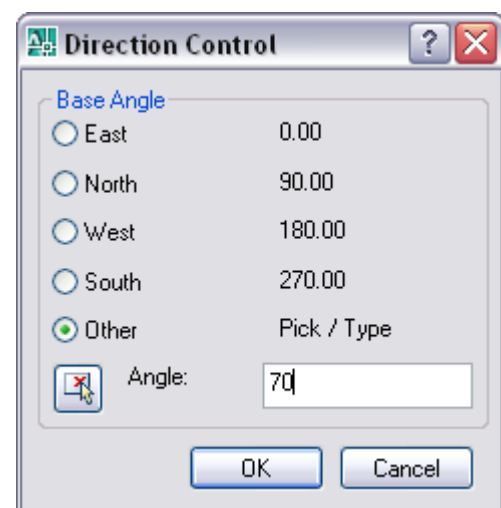 Direction Control
Base Angle
East 0.00
North 90.00
West 180.00
South 270.00
Other Pick / Type
Angle: 70
OK Cancel